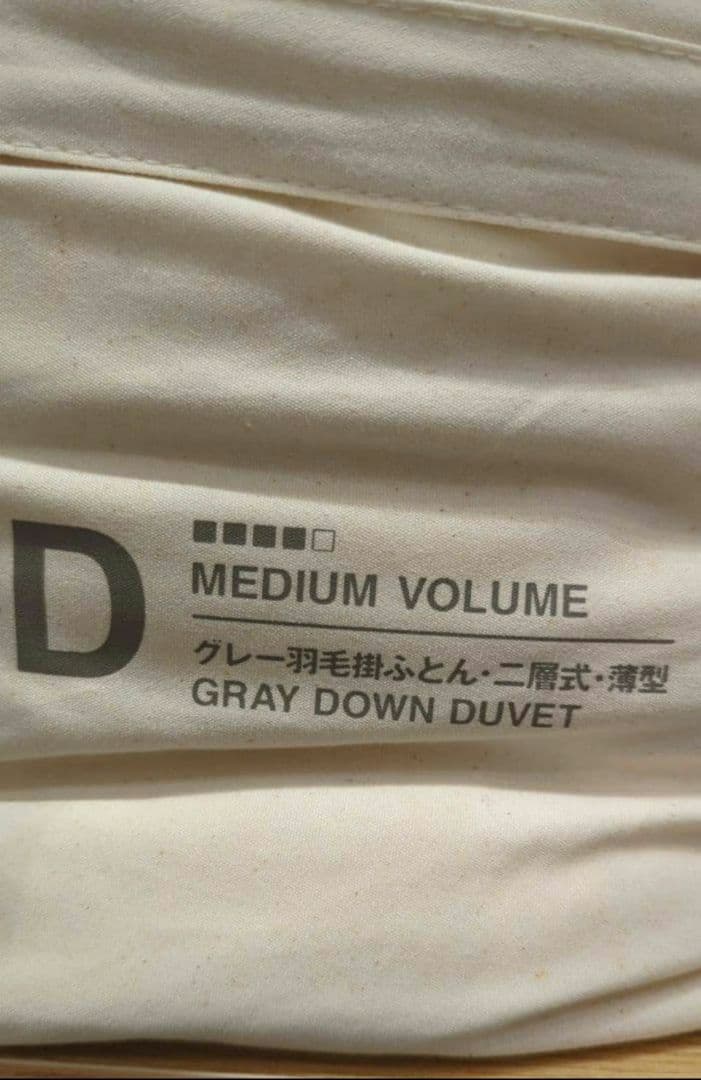 D
■■■■□
MEDIUM VOLUME
グレー羽毛掛ふとん・二層式・薄型
GRAY DOWN DUVET